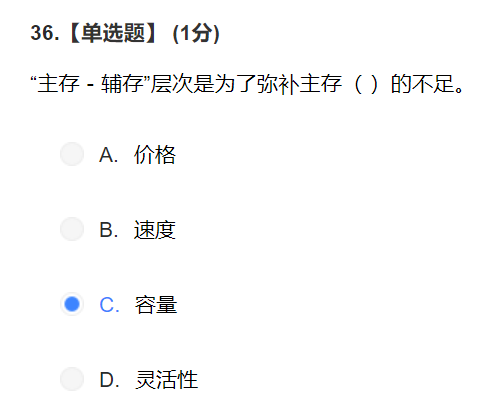 36.【单选题】 (1分)
“主存 - 辅存”层次是为了弥补主存（ ）的不足。
A. 价格
B. 速度
C. 容量
D. 灵活性